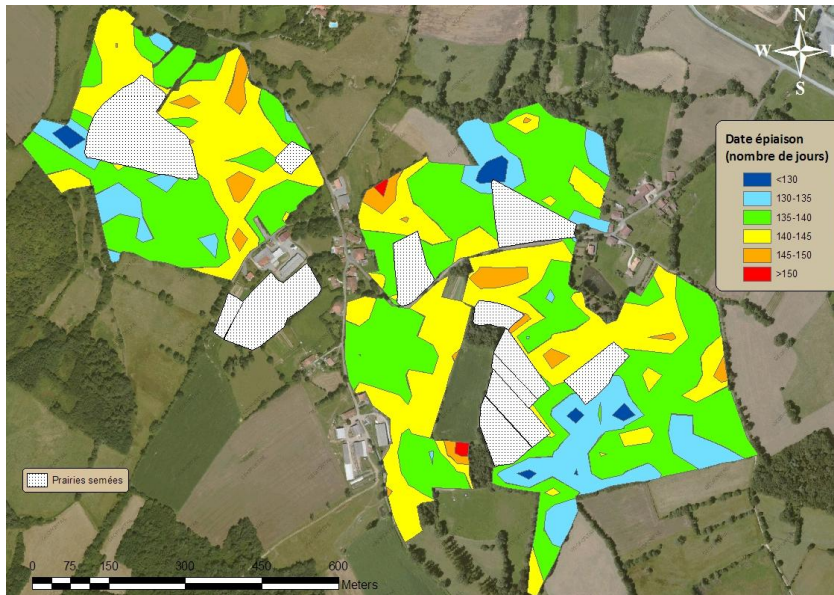 N
W
S
Date épiaison
(nombre de jours)
<130
130-135
135-140
140-145
145-150
>150
Prairies semées
0 75 150 300 450 600
Meters